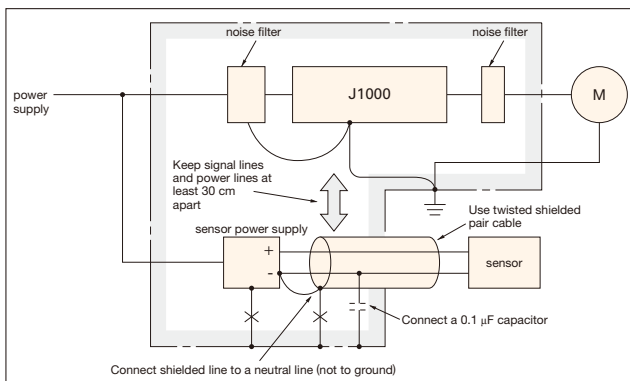 noise filter
noise filter
power
supply
J1000
M
Keep signal lines
and power lines at
least 30 cm
apart
Use twisted shielded
pair cable
sensor power supply
+
-
sensor
Connect a 0.1 μF capacitor
Connect shielded line to a neutral line (not to ground)